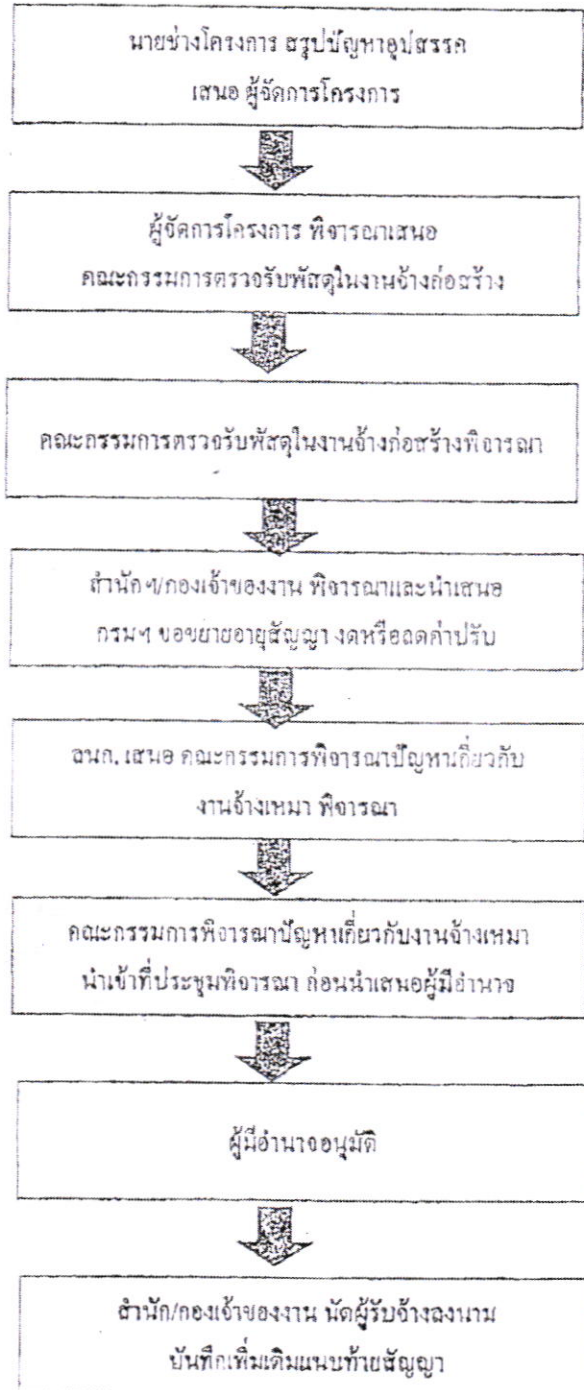 นายช่างโครงการ สรุปปัญหาอุปสรรค
เสนอ ผู้จัดการโครงการ
ผู้จัดการโครงการ พิจารณาเสนอ
คณะกรรมการตรวจรับพัสดุในงานจ้างก่อสร้าง
คณะกรรมการตรวจรับพัสดุในงานจ้างก่อสร้างพิจารณา
สำนักฯ/กองเจ้าของงาน พิจารณาและนำเสนอ
กรมฯ ขอขยายอายุสัญญา งดหรือลดค่าปรับ
ลนก. เสนอ คณะกรรมการพิจารณาปัญหาเกี่ยวกับ
งานจ้างเหมา พิจารณา
คณะกรรมการพิจารณาปัญหาเกี่ยวกับงานจ้างเหมา
นำเข้าที่ประชุมพิจารณา ก่อนนำเสนอผู้มีอำนาจ
ผู้มีอำนาจอนุมัติ
สำนัก/กองเจ้าของงาน นัดผู้รับจ้างลงนาม
บันทึกเพิ่มเติมแนบท้ายสัญญา